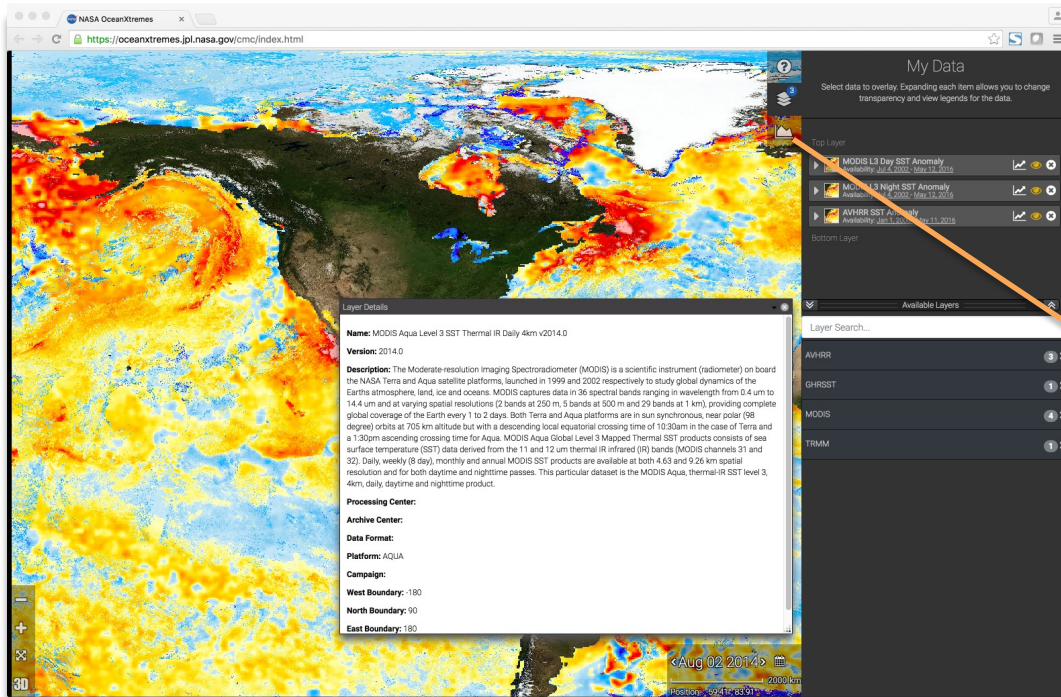 NASA OceanXtremes ×
https://oceanxtremes.jpl.nasa.gov/cmc/index.html
?
3
My Data
Select data to overlay. Expanding each item allows you to change
transparency and view legends for the data.
Top Layer
MODIS L3 Day SST Anomaly
Availability: Jul 4, 2002 - May 12, 2016
MODIS L3 Night SST Anomaly
Availability: Jul 4, 2002 - May 12, 2016
AVHRR SST Anomaly
Availability: Jan 1, May 11, 2016
Bottom Layer
Available Layers
Layer Search...
AVHRR 3
GHRSST 1
MODIS 4
TRMM 1
Layer Details
Name: MODIS Aqua Level 3 SST Thermal IR Daily 4km v2014.0
Version: 2014.0
Description: The Moderate-resolution Imaging Spectroradiometer (MODIS) is a scientific instrument (radiometer) on board
the NASA Terra and Aqua satellite platforms, launched in 1999 and 2002 respectively to study global dynamics of the
Earths atmosphere, land, ice and oceans. MODIS captures data in 36 spectral bands ranging in wavelength from 0.4 um to
14.4 um and at varying spatial resolutions (2 bands at 250 m, 5 bands at 500 m and 29 bands at 1 km), providing complete
global coverage of the Earth every 1 to 2 days. Both Terra and Aqua platforms are in sun synchronous, near polar (98
degree) orbits at 705 km altitude but with a descending local equatorial crossing time of 10:30am in the case of Terra and
a 1:30pm ascending crossing time for Aqua. MODIS Aqua Global Level 3 Mapped Thermal SST products consists of sea
surface temperature (SST) data derived from the 11 and 12 um thermal IR infrared (IR) bands (MODIS channels 31 and
32). Daily, weekly (8 day), monthly and annual MODIS SST products are available at both 4.63 and 9.26 km spatial
resolution and for both daytime and nighttime passes. This particular dataset is the MODIS Aqua, thermal-IR SST level 3,
4km, daily, daytime and nighttime product.
Processing Center:
Archive Center:
Data Format:
Platform: AQUA
Campaign:
West Boundary: -180
North Boundary: 90
East Boundary: 180
3D
<Aug 02 2014>
2000 km
Position : 59.41°, 83.91°